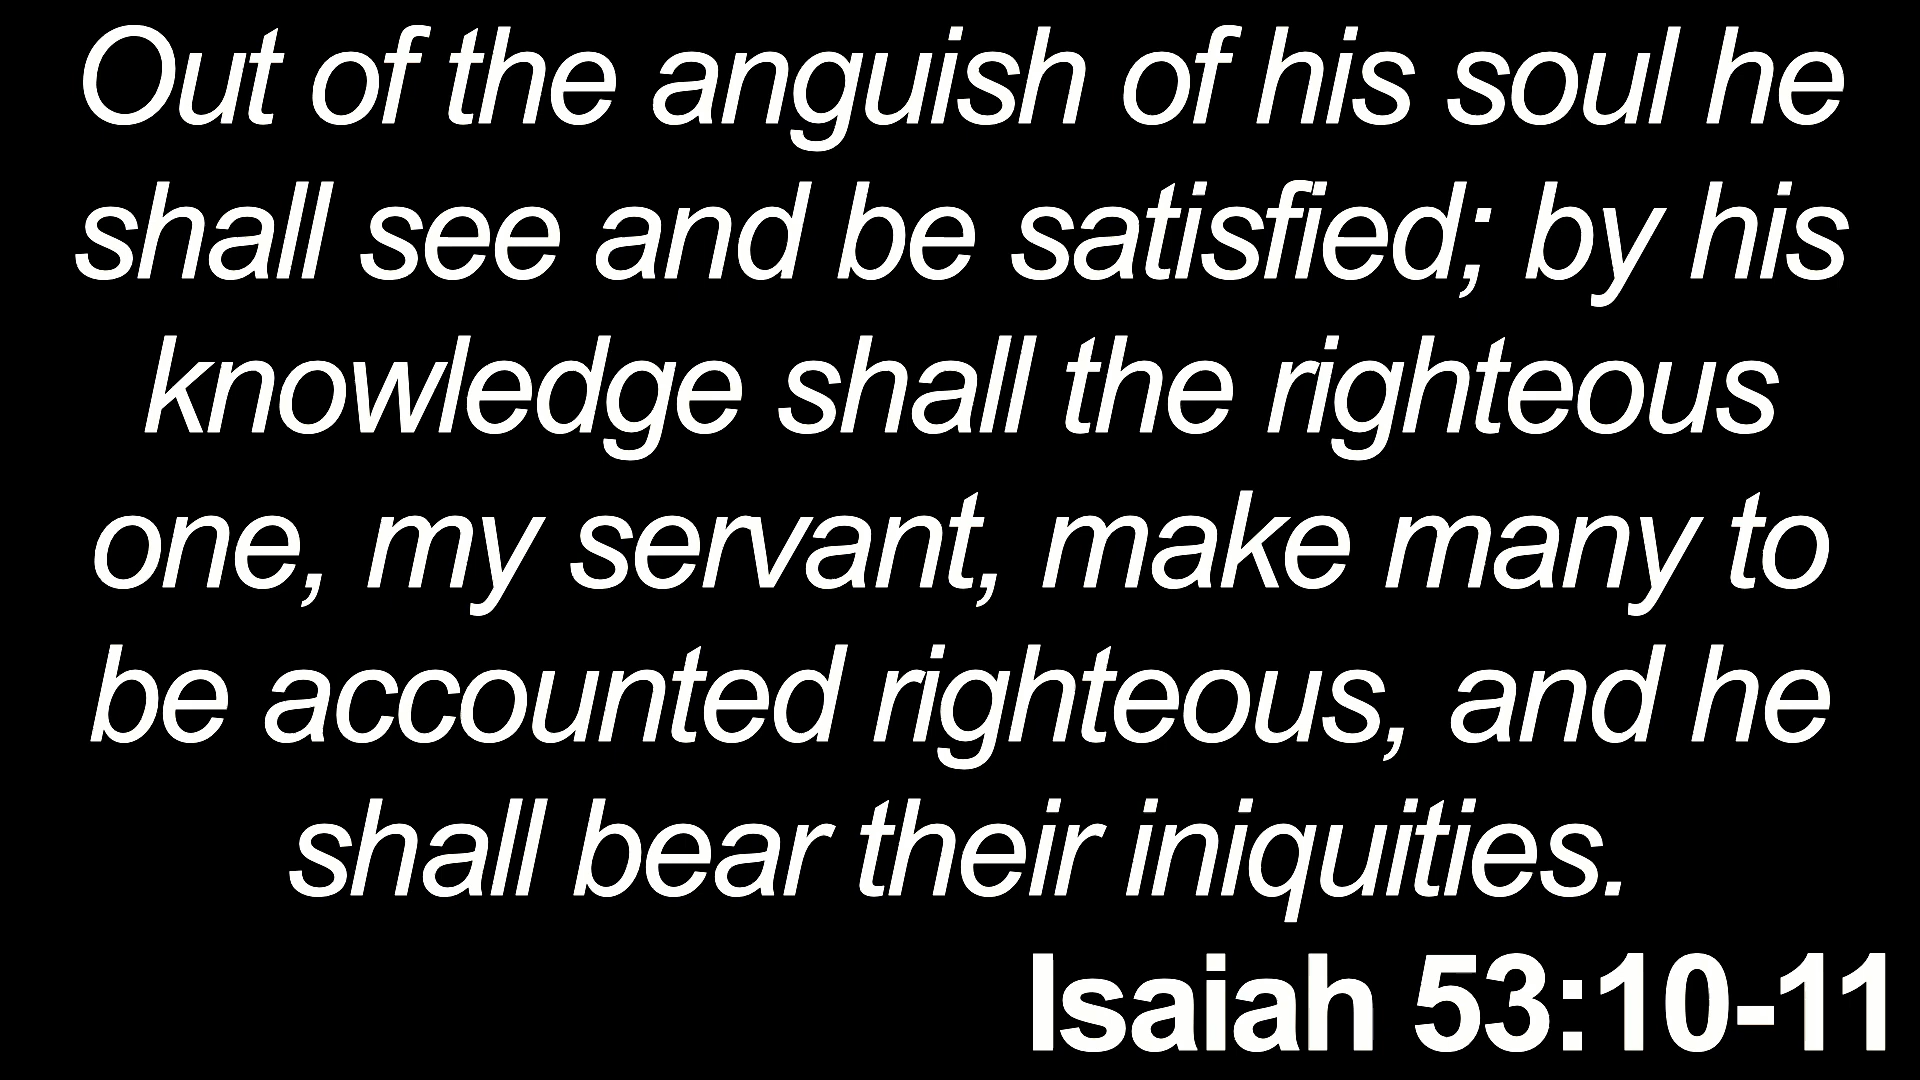 Out of the anguish of his soul he
shall see and be satisfied; by his
knowledge shall the righteous
one, my servant, make many to
be accounted righteous, and he
shall bear their iniquities.
Isaiah 53:10-11